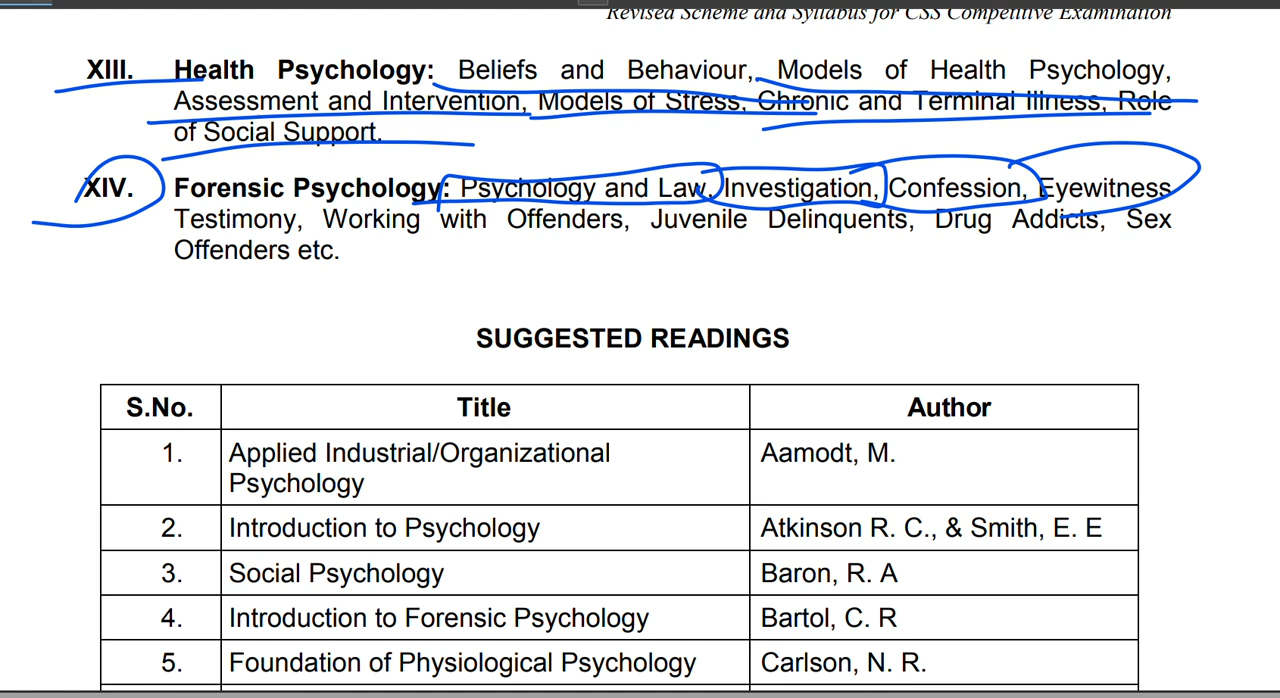 Revised Scheme and Syllabus for CSS Competitive Examination
XIII. Health Psychology: Beliefs and Behaviour, Models of Health Psychology,
Assessment and Intervention, Models of Stress, Chronic and Terminal Illness, Role
of Social Support.
XIV. Forensic Psychology: Psychology and Law, Investigation, Confession, Eyewitness
Testimony, Working with Offenders, Juvenile Delinquents, Drug Addicts, Sex
Offenders etc.
SUGGESTED READINGS
S.No. Title Author
1. Applied Industrial/Organizational Aamodt, M.
Psychology
2. Introduction to Psychology Atkinson R. C., & Smith, E. E
3. Social Psychology Baron, R. A
4. Introduction to Forensic Psychology Bartol, C. R
5. Foundation of Physiological Psychology Carlson, N. R.